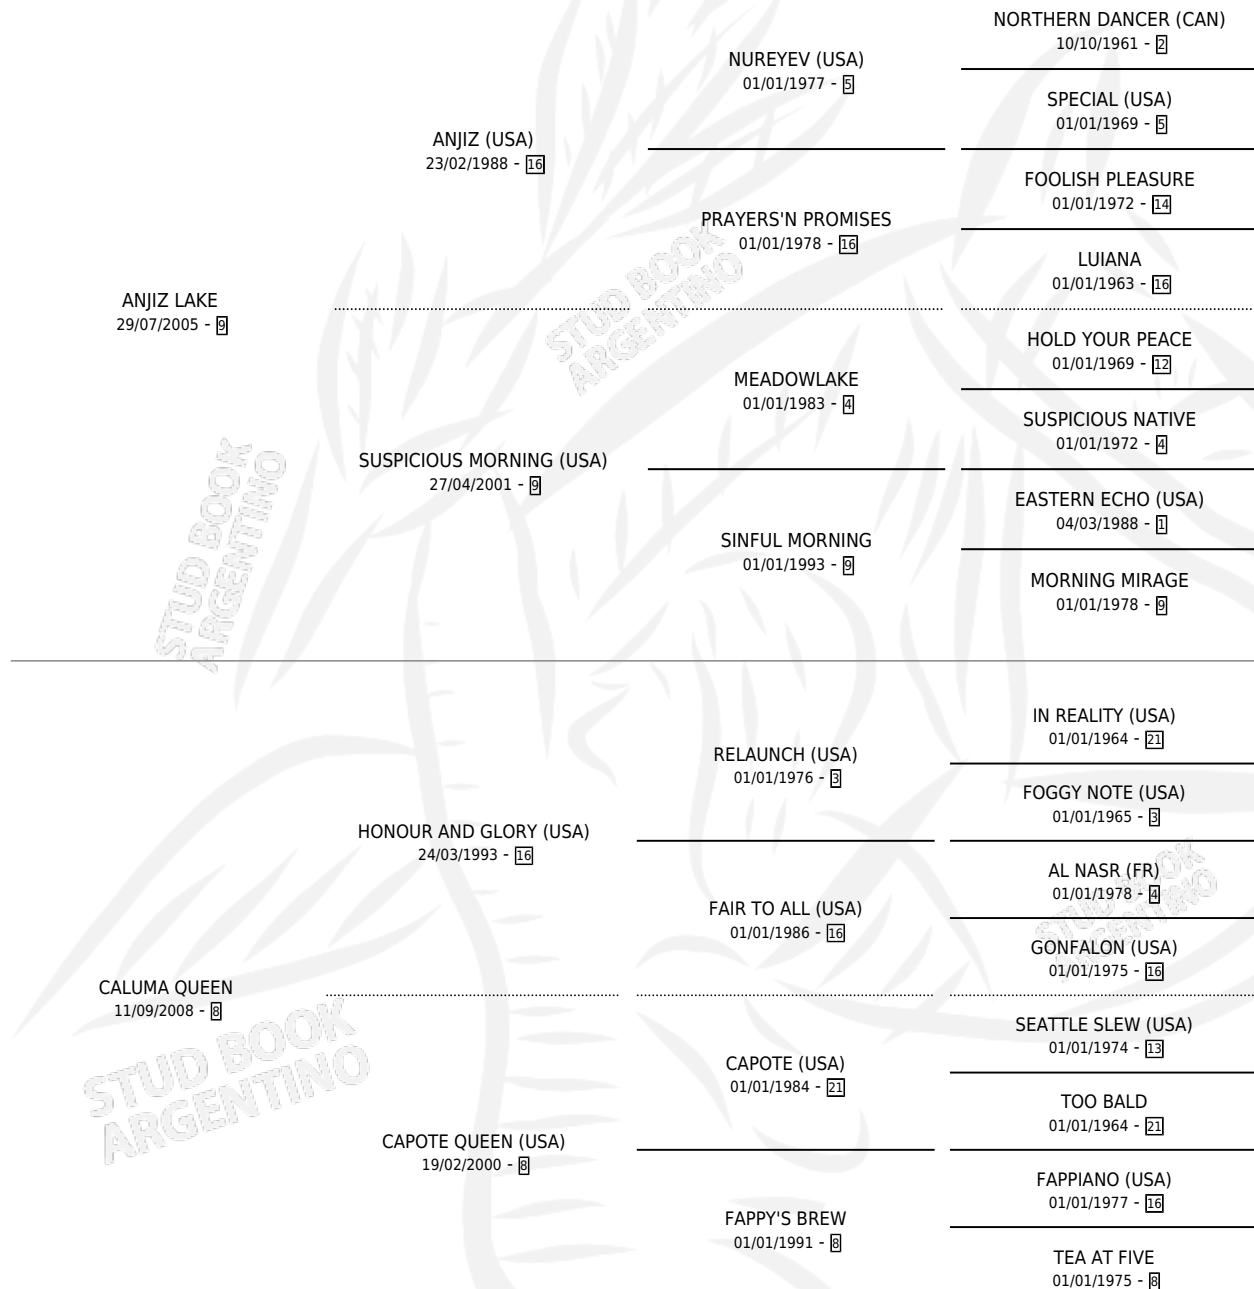 NORTHERN DANCER (CAN)
10/10/1961 - 2
NUREYEV (USA)
01/01/1977 - 5
SPECIAL (USA)
01/01/1969 - 5
ANJIZ (USA)
23/02/1988 - 16
FOOLISH PLEASURE
01/01/1972 - 14
PRAYERS'N PROMISES
01/01/1978 - 16
LUIANA
01/01/1963 - 16
ANJIZ LAKE
29/07/2005 - 9
STUD BOOK
ARGENTINO
HOLD YOUR PEACE
01/01/1969 - 12
MEADOWLAKE
01/01/1983 - 4
SUSPICIOUS NATIVE
01/01/1972 - 4
SUSPICIOUS MORNING (USA)
27/04/2001 - 9
EASTERN ECHO (USA)
04/03/1988 - 1
SINFUL MORNING
01/01/1993 - 9
MORNING MIRAGE
01/01/1978 - 9
STUD BOOK
ARGENTINO
IN REALITY (USA)
01/01/1964 - 21
RELAUNCH (USA)
01/01/1976 - 3
FOGGY NOTE (USA)
01/01/1965 - 3
HONOUR AND GLORY (USA)
24/03/1993 - 16
AL NASR (FR)
01/01/1978 - 4
FAIR TO ALL (USA)
01/01/1986 - 16
STUD BOOK
ARGENTINO
GONFALON (USA)
01/01/1975 - 16
CALUMA QUEEN
11/09/2008 - 8
SEATTLE SLEW (USA)
01/01/1974 - 13
CAPOTE (USA)
01/01/1984 - 21
STUD BOOK
ARGENTINO
TOO BALD
01/01/1964 - 21
CAPOTE QUEEN (USA)
19/02/2000 - 8
FAPPIANO (USA)
01/01/1977 - 16
FAPPY'S BREW
01/01/1991 - 8
TEA AT FIVE
01/01/1975 - 8